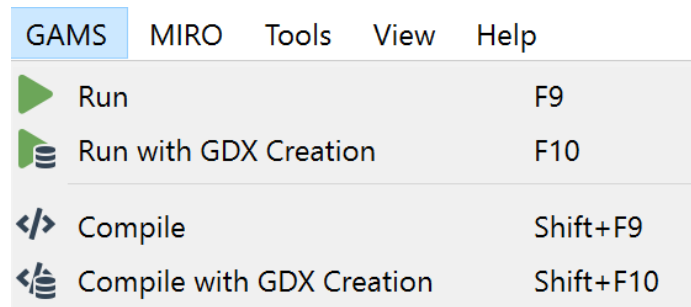 GAMS MIRO Tools View Help
Run F9
Run with GDX Creation F10
Compile Shift+F9
Compile with GDX Creation Shift+F10